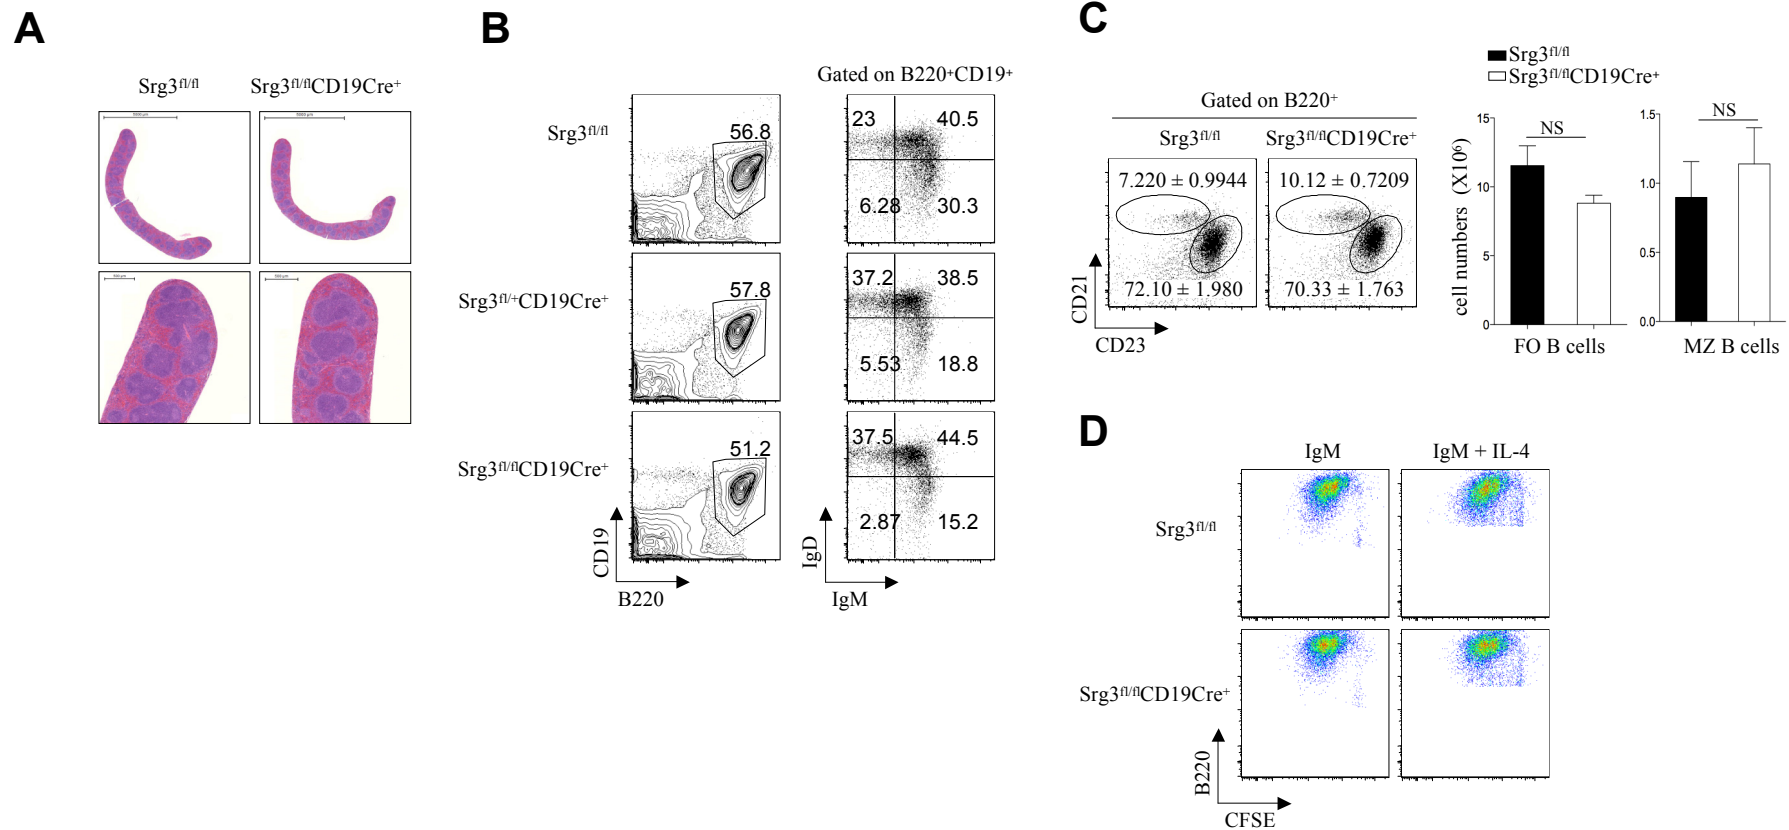 A
Srg3fl/fl
Srg3fl/flCD19Cre+
B
Gated on B220+CD19+
Srg3fl/fl
56.8
23
40.5
6.28
30.3
Srg3fl/+CD19Cre+
57.8
37.2
38.5
5.53
18.8
Srg3fl/flCD19Cre+
51.2
37.5
44.5
2.87
15.2
CD19
B220
IgD
IgM
C
Gated on B220+
Srg3fl/fl
Srg3fl/flCD19Cre+
7.220 ± 0.9944
10.12 ± 0.7209
72.10 ± 1.980
70.33 ± 1.763
CD21
CD23
Srg3fl/fl
Srg3fl/flCD19Cre+
cell numbers (X10⁶)
15
10
5
0
NS
FO B cells
1.5
1.0
0.5
0.0
NS
MZ B cells
D
IgM
IgM + IL-4
Srg3fl/fl
Srg3fl/flCD19Cre+
B220
CFSE